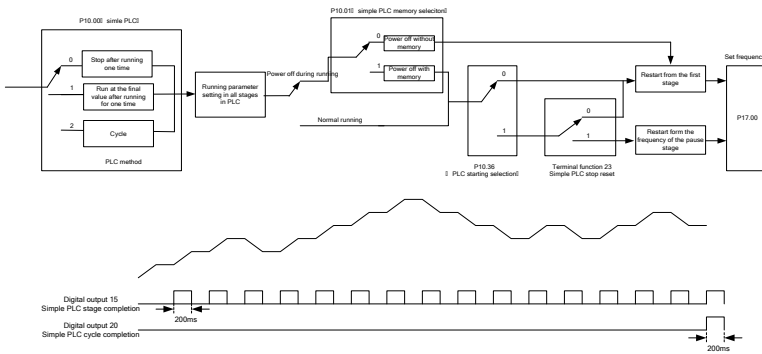 P10.00【 simle PLC】
0
Stop after running
one time
1
Run at the final
value after running
for one time
2
Cycle
PLC method
Running parameter
setting in all stages
in PLC
Power off during running
Normal running
P10.01【 simple PLC memory seleciton】
0
Power off without
memory
1
Power off with
memory
0
1
P10.36
【 PLC starting selection】
0
1
Terminal function 23
Simple PLC stop reset
Restart from the first
stage
Restart form the
frequency of the pause
stage
Set frequenc
P17.00
Digital output 15
Simple PLC stage completion
200ms
Digital output 20
Simple PLC cycle completion
200ms